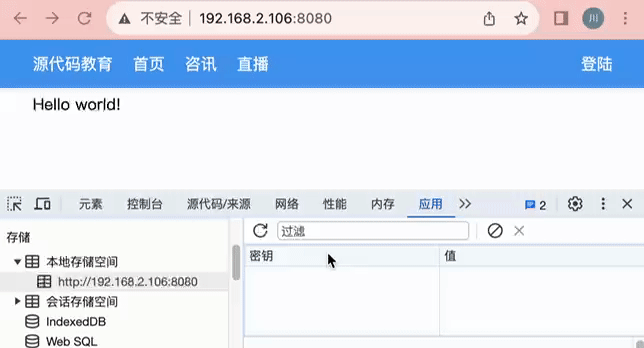 不安全 192.168.2.106:8080 川
源代码教育 首页 咨讯 直播 登陆
Hello world!
元素 控制台 源代码/来源 网络 性能 内存 应用 2
存储 过滤
本地存储空间 密钥 值
http://192.168.2.106:8080
会话存储空间
IndexedDB
Web SQL